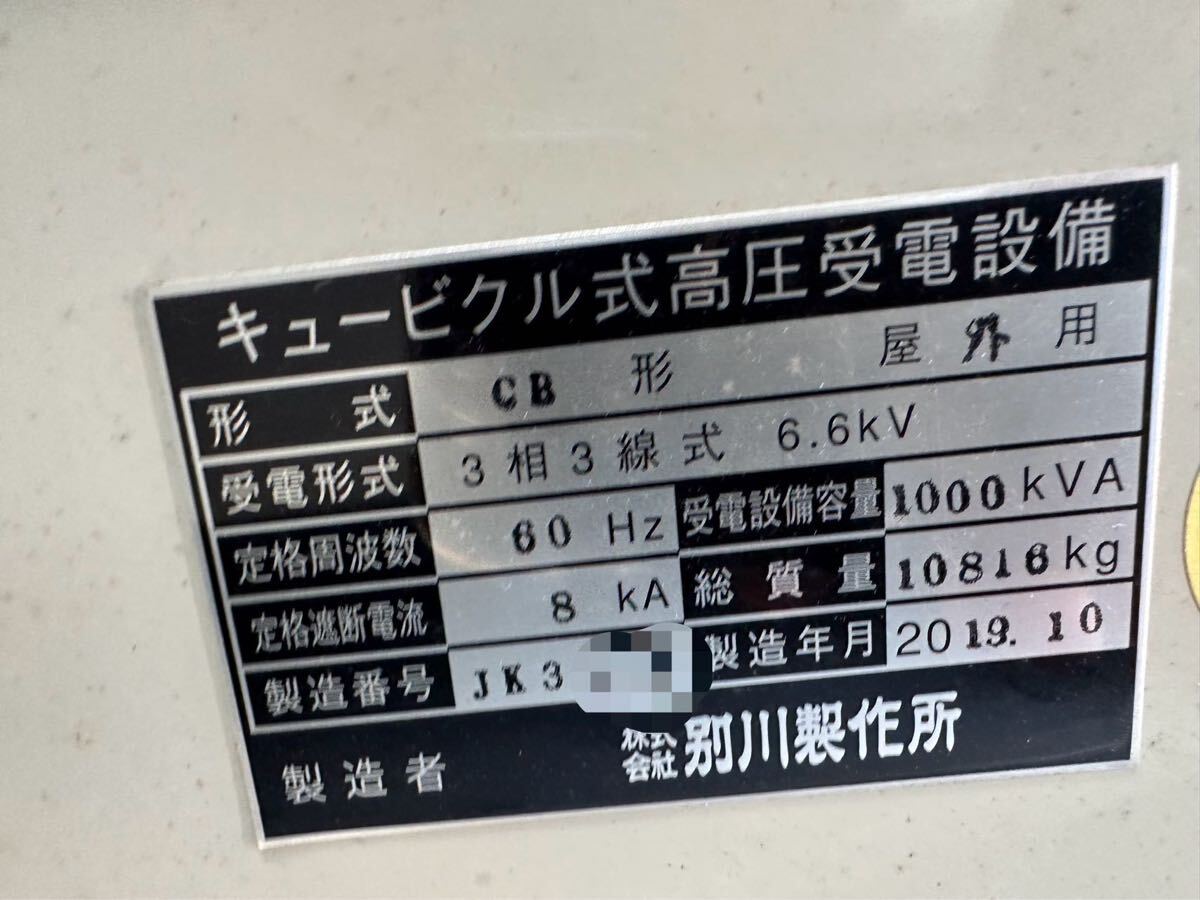 キュービクル式高圧受電設備
形式 CB 形 屋外用
受電形式 3相3線式 6.6kV
定格周波数 60 Hz 受電設備容量 1000 kVA
定格遮断電流 8 kA 総質量 10816 kg
製造番号 JK3 製造年月 2019.10
製造者 株式会社 別川製作所